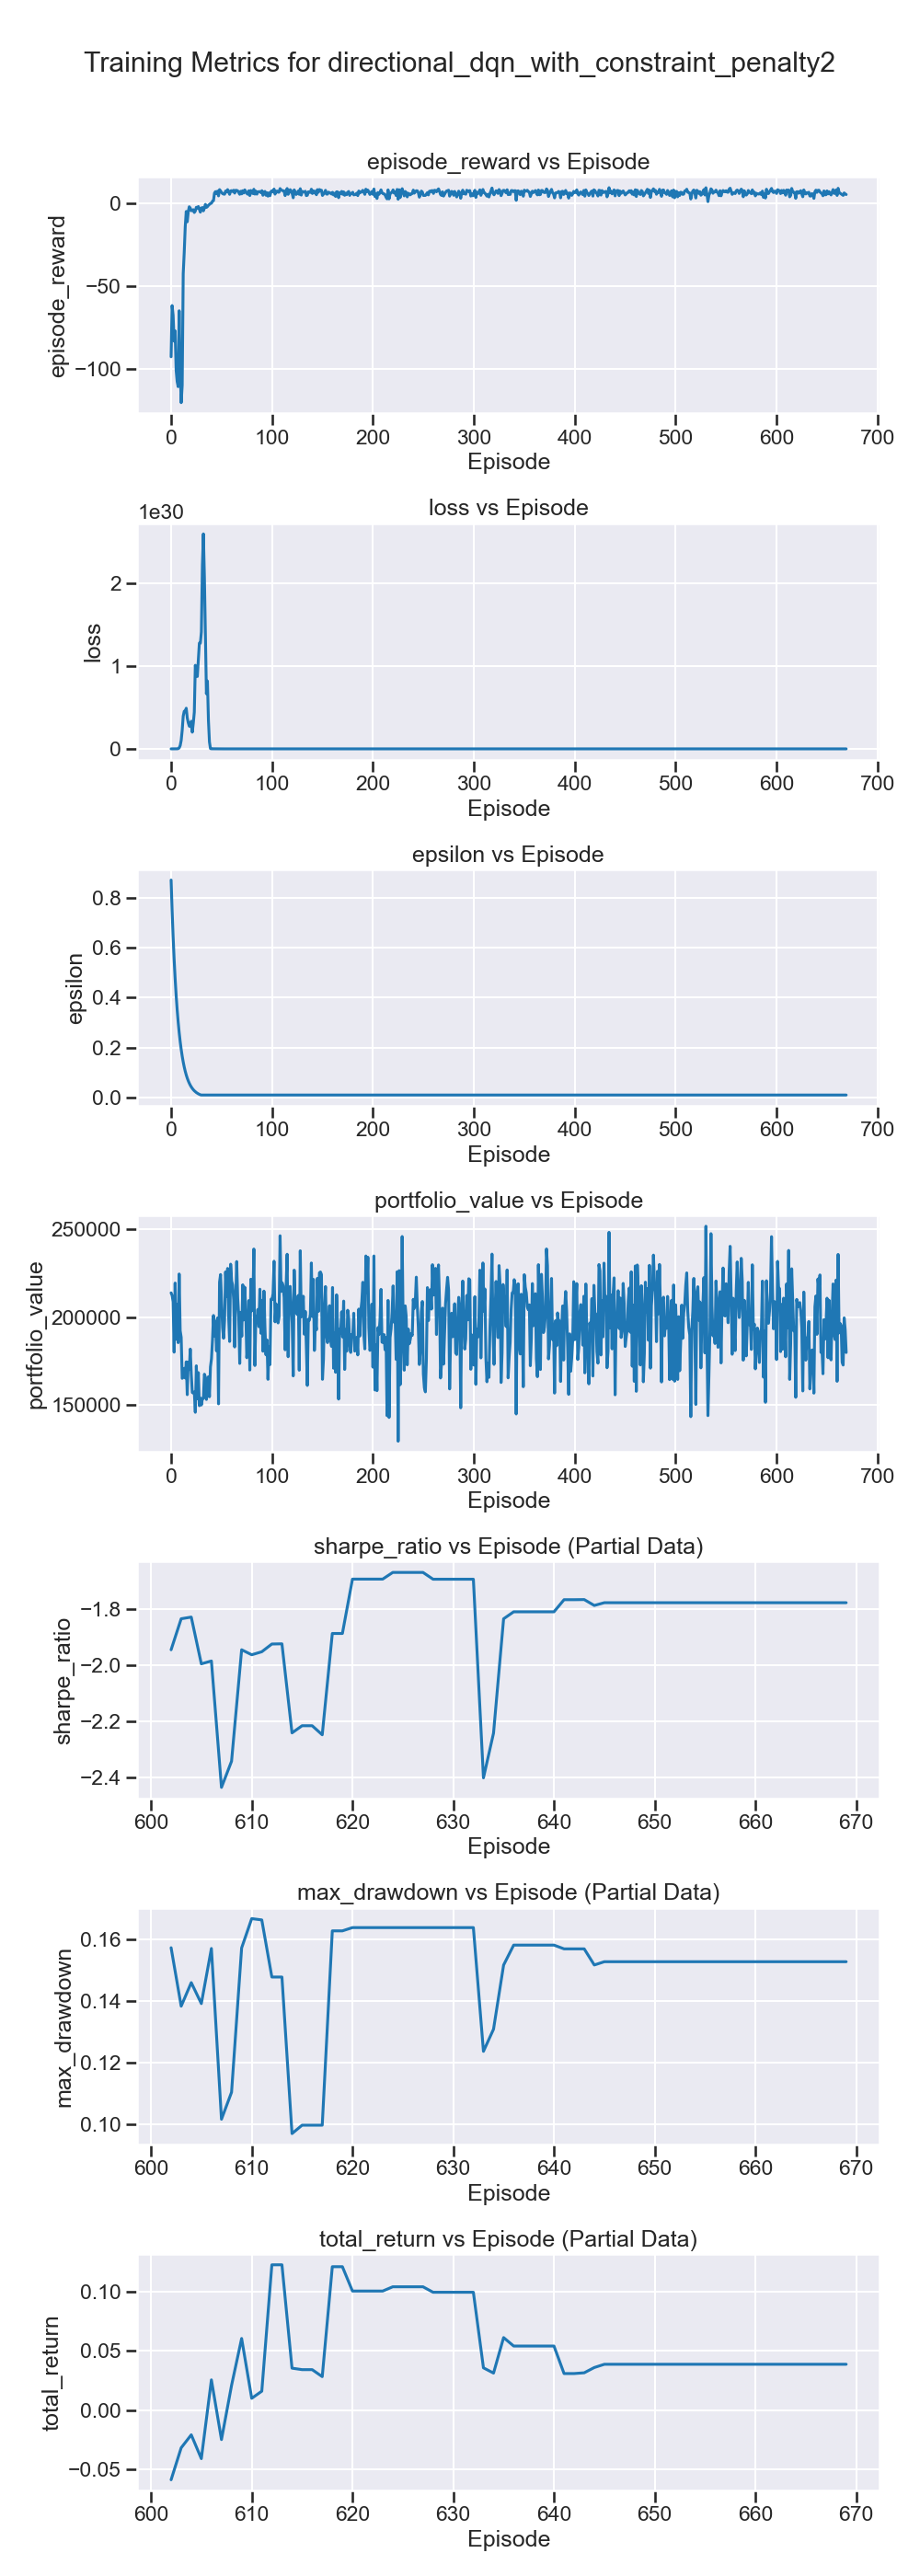 Training Metrics for directional_dqn_with_constraint_penalty2
episode_reward vs Episode
episode_reward
0
−50
−100
0 100 200 300 400 500 600 700
Episode
1e30
loss vs Episode
loss
2
1
0
0 100 200 300 400 500 600 700
Episode
epsilon vs Episode
epsilon
0.8
0.6
0.4
0.2
0.0
0 100 200 300 400 500 600 700
Episode
portfolio_value vs Episode
portfolio_value
250000
200000
150000
0 100 200 300 400 500 600 700
Episode
sharpe_ratio vs Episode (Partial Data)
sharpe_ratio
−1.8
−2.0
−2.2
−2.4
600 610 620 630 640 650 660 670
Episode
max_drawdown vs Episode (Partial Data)
max_drawdown
0.16
0.14
0.12
0.10
600 610 620 630 640 650 660 670
Episode
total_return vs Episode (Partial Data)
total_return
0.10
0.05
0.00
−0.05
600 610 620 630 640 650 660 670
Episode